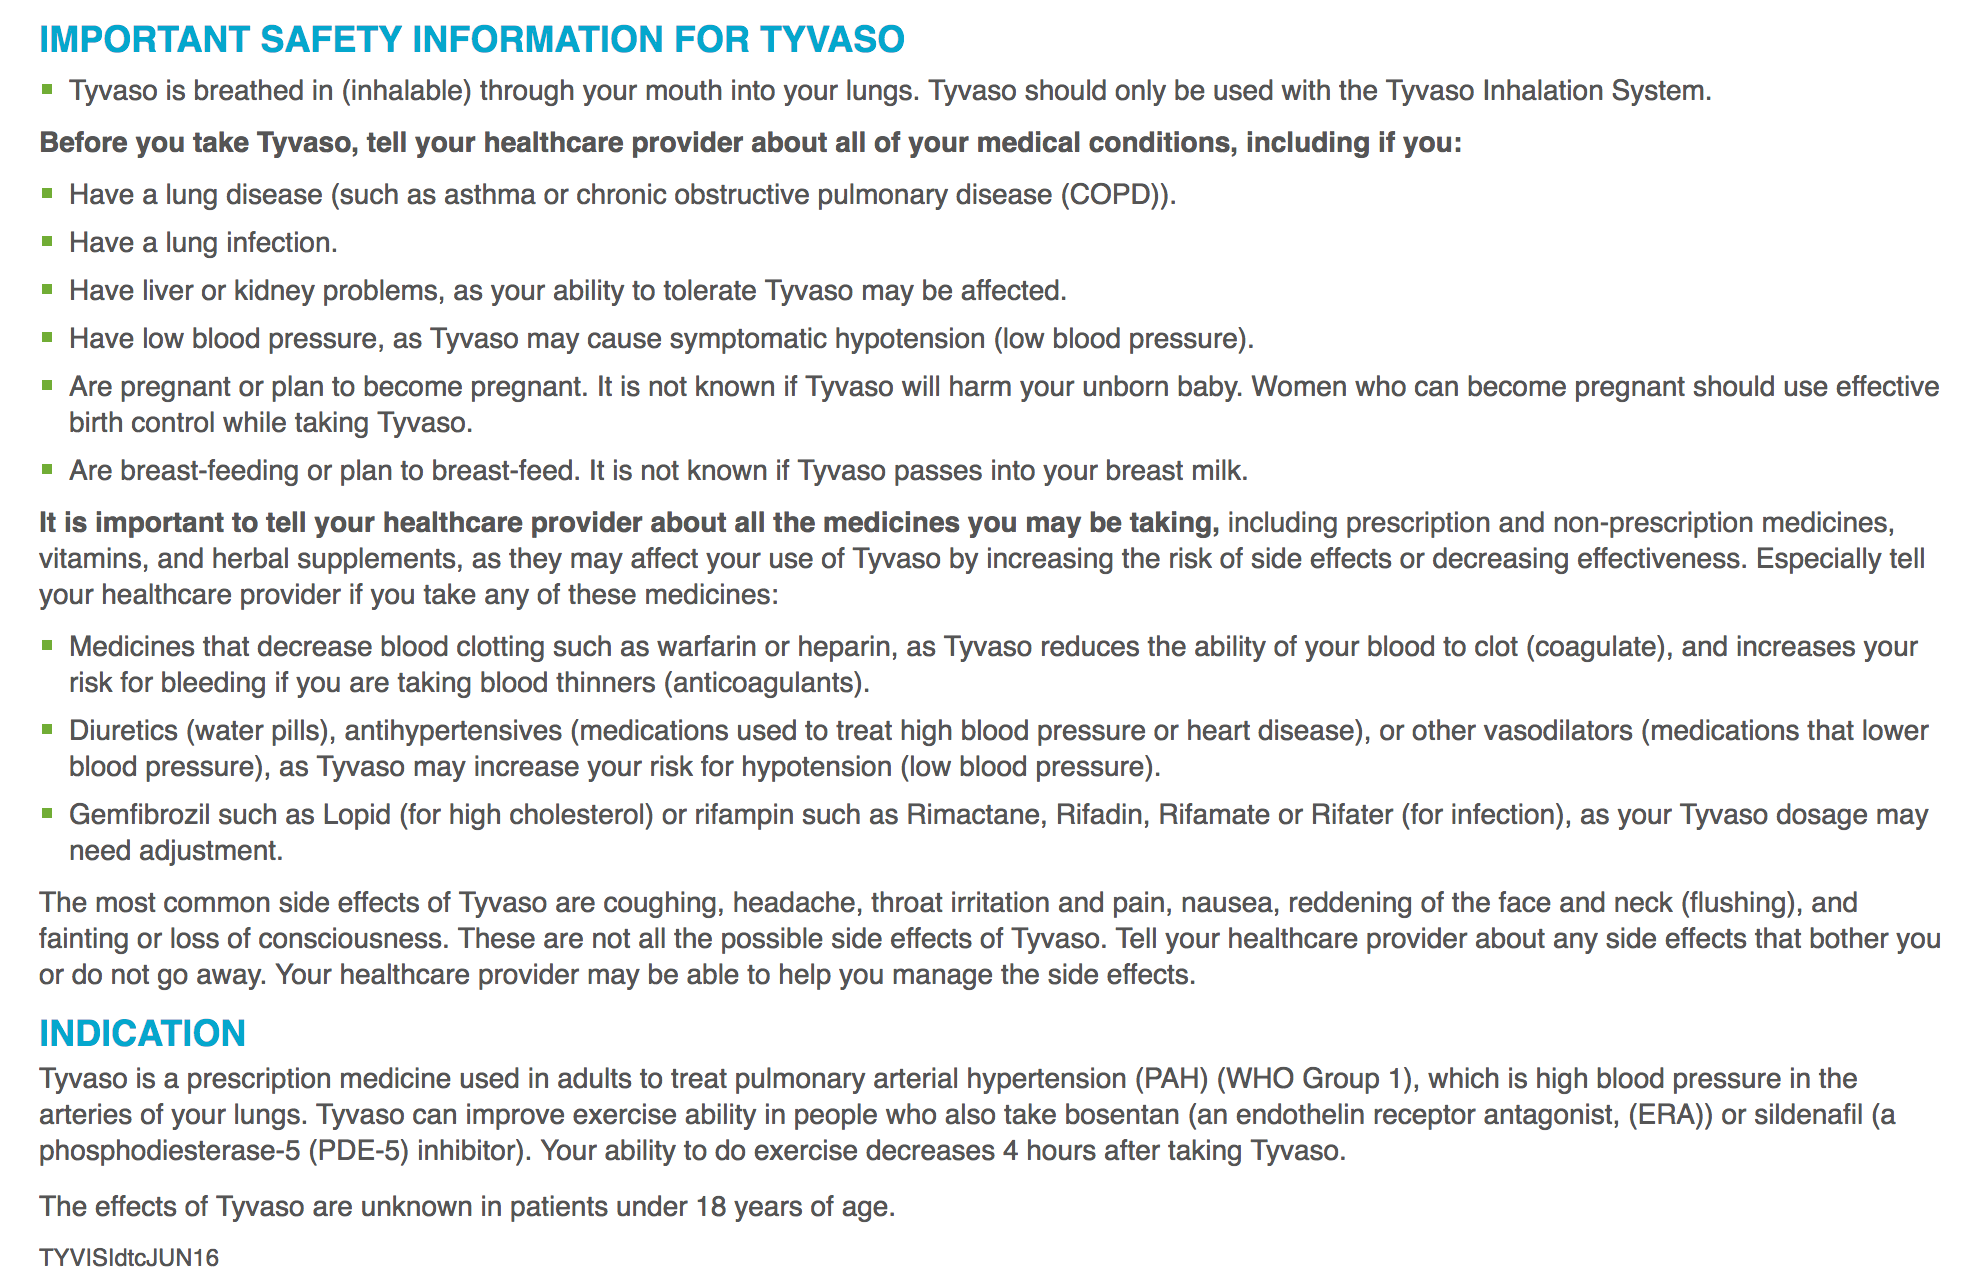 IMPORTANT SAFETY INFORMATION FOR TYVASO
▪ Tyvaso is breathed in (inhalable) through your mouth into your lungs. Tyvaso should only be used with the Tyvaso Inhalation System.
Before you take Tyvaso, tell your healthcare provider about all of your medical conditions, including if you:
▪ Have a lung disease (such as asthma or chronic obstructive pulmonary disease (COPD)).
▪ Have a lung infection.
▪ Have liver or kidney problems, as your ability to tolerate Tyvaso may be affected.
▪ Have low blood pressure, as Tyvaso may cause symptomatic hypotension (low blood pressure).
▪ Are pregnant or plan to become pregnant. It is not known if Tyvaso will harm your unborn baby. Women who can become pregnant should use effective
birth control while taking Tyvaso.
▪ Are breast-feeding or plan to breast-feed. It is not known if Tyvaso passes into your breast milk.
It is important to tell your healthcare provider about all the medicines you may be taking, including prescription and non-prescription medicines,
vitamins, and herbal supplements, as they may affect your use of Tyvaso by increasing the risk of side effects or decreasing effectiveness. Especially tell
your healthcare provider if you take any of these medicines:
▪ Medicines that decrease blood clotting such as warfarin or heparin, as Tyvaso reduces the ability of your blood to clot (coagulate), and increases your
risk for bleeding if you are taking blood thinners (anticoagulants).
▪ Diuretics (water pills), antihypertensives (medications used to treat high blood pressure or heart disease), or other vasodilators (medications that lower
blood pressure), as Tyvaso may increase your risk for hypotension (low blood pressure).
▪ Gemfibrozil such as Lopid (for high cholesterol) or rifampin such as Rimactane, Rifadin, Rifamate or Rifater (for infection), as your Tyvaso dosage may
need adjustment.
The most common side effects of Tyvaso are coughing, headache, throat irritation and pain, nausea, reddening of the face and neck (flushing), and
fainting or loss of consciousness. These are not all the possible side effects of Tyvaso. Tell your healthcare provider about any side effects that bother you
or do not go away. Your healthcare provider may be able to help you manage the side effects.
INDICATION
Tyvaso is a prescription medicine used in adults to treat pulmonary arterial hypertension (PAH) (WHO Group 1), which is high blood pressure in the
arteries of your lungs. Tyvaso can improve exercise ability in people who also take bosentan (an endothelin receptor antagonist, (ERA)) or sildenafil (a
phosphodiesterase-5 (PDE-5) inhibitor). Your ability to do exercise decreases 4 hours after taking Tyvaso.
The effects of Tyvaso are unknown in patients under 18 years of age.
TYVISIdtcJUN16